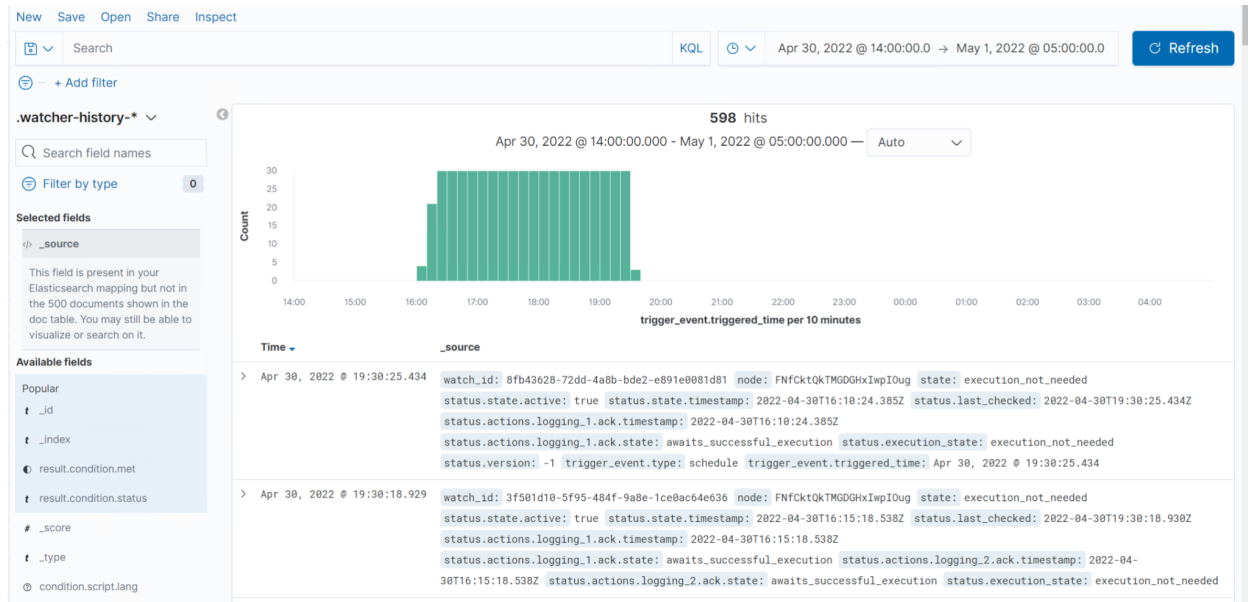 New Save Open Share Inspect
Search KQL Apr 30, 2022 @ 14:00:00.0 → May 1, 2022 @ 05:00:00.0 Refresh
+ Add filter
.watcher-history-*
Search field names
Filter by type 0
Selected fields
_source
This field is present in your
Elasticsearch mapping but not in
the 500 documents shown in the
doc table. You may still be able to
visualize or search on it.
Available fields
Popular
t _id
t _index
result.condition.met
t result.condition.status
# _score
t _type
condition.script.lang
598 hits
Apr 30, 2022 @ 14:00:00.000 - May 1, 2022 @ 05:00:00.000 — Auto
Count
30
25
20
15
10
5
0
14:00 15:00 16:00 17:00 18:00 19:00 20:00 21:00 22:00 23:00 00:00 01:00 02:00 03:00 04:00
trigger_event.triggered_time per 10 minutes
Time _source
Apr 30, 2022 @ 19:30:25.434 watch_id: 8fb43628-72dd-4a8b-bde2-e891e0081d81 node: FNfCktQkTMGDGHxIwpIOug state: execution_not_needed
status.state.active: true status.state.timestamp: 2022-04-30T16:10:24.385Z status.last_checked: 2022-04-30T19:30:25.434Z
status.actions.logging_1.ack.timestamp: 2022-04-30T16:10:24.385Z
status.actions.logging_1.ack.state: awaits_successful_execution status.execution_state: execution_not_needed
status.version: -1 trigger_event.type: schedule trigger_event.triggered_time: Apr 30, 2022 @ 19:30:25.434
Apr 30, 2022 @ 19:30:18.929 watch_id: 3f501d10-5f95-484f-9a8e-1ce0ac64e636 node: FNfCktQkTMGDGHxIwpIOug state: execution_not_needed
status.state.active: true status.state.timestamp: 2022-04-30T16:15:18.538Z status.last_checked: 2022-04-30T19:30:18.930Z
status.actions.logging_1.ack.timestamp: 2022-04-30T16:15:18.538Z
status.actions.logging_1.ack.state: awaits_successful_execution status.actions.logging_2.ack.timestamp: 2022-04-
30T16:15:18.538Z status.actions.logging_2.ack.state: awaits_successful_execution status.execution_state: execution_not_needed